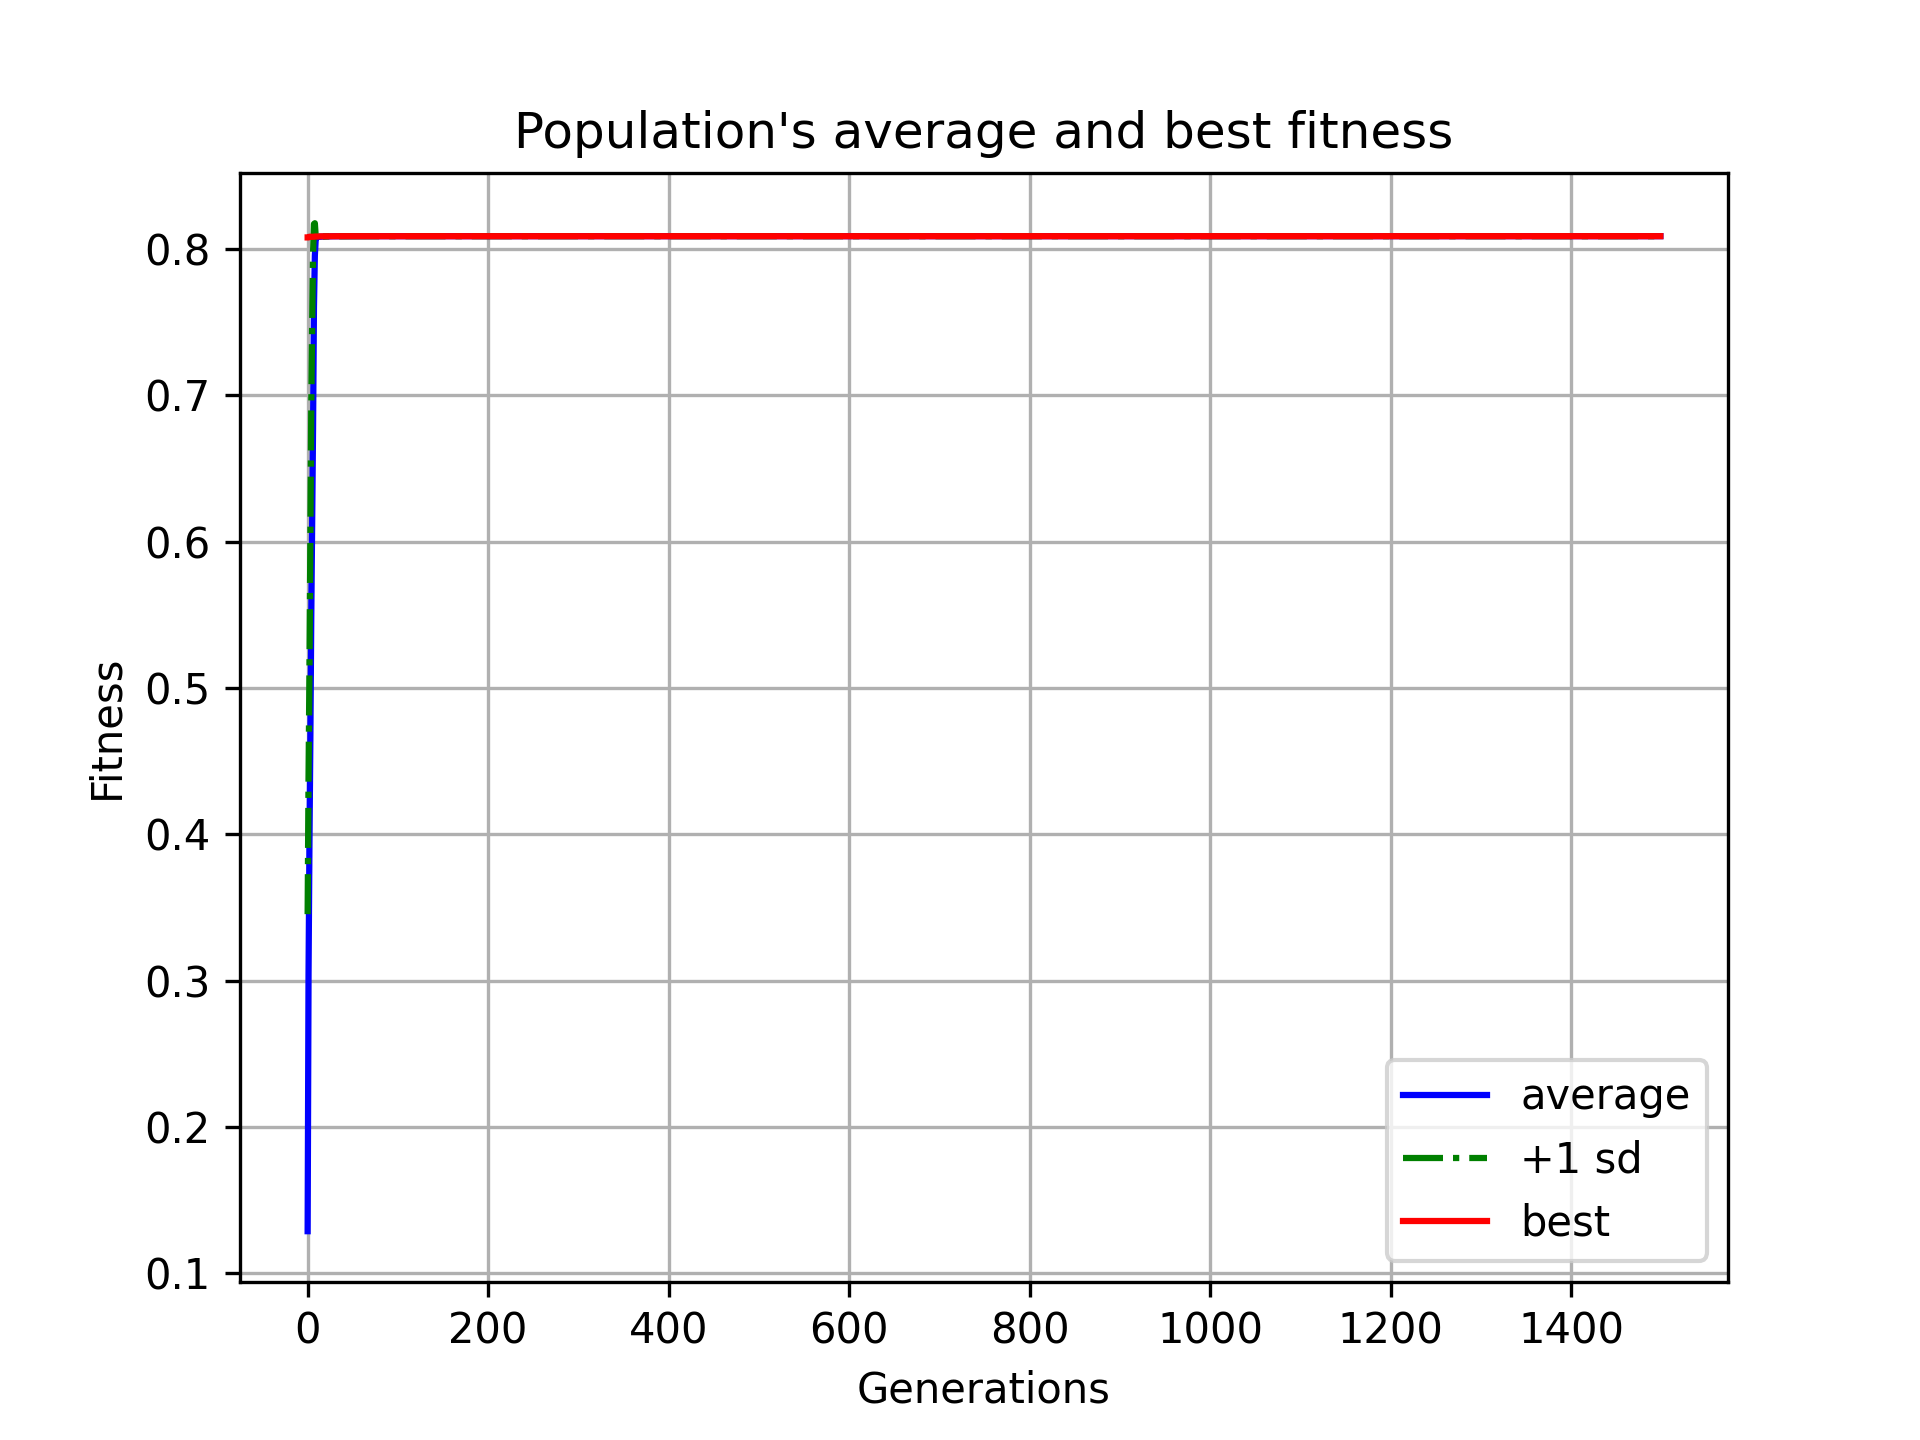 Population's average and best fitness
0.8
0.7
0.6
0.5
0.4
0.3
0.2
0.1
Fitness
0 200 400 600 800 1000 1200 1400
Generations
average
+1 sd
best